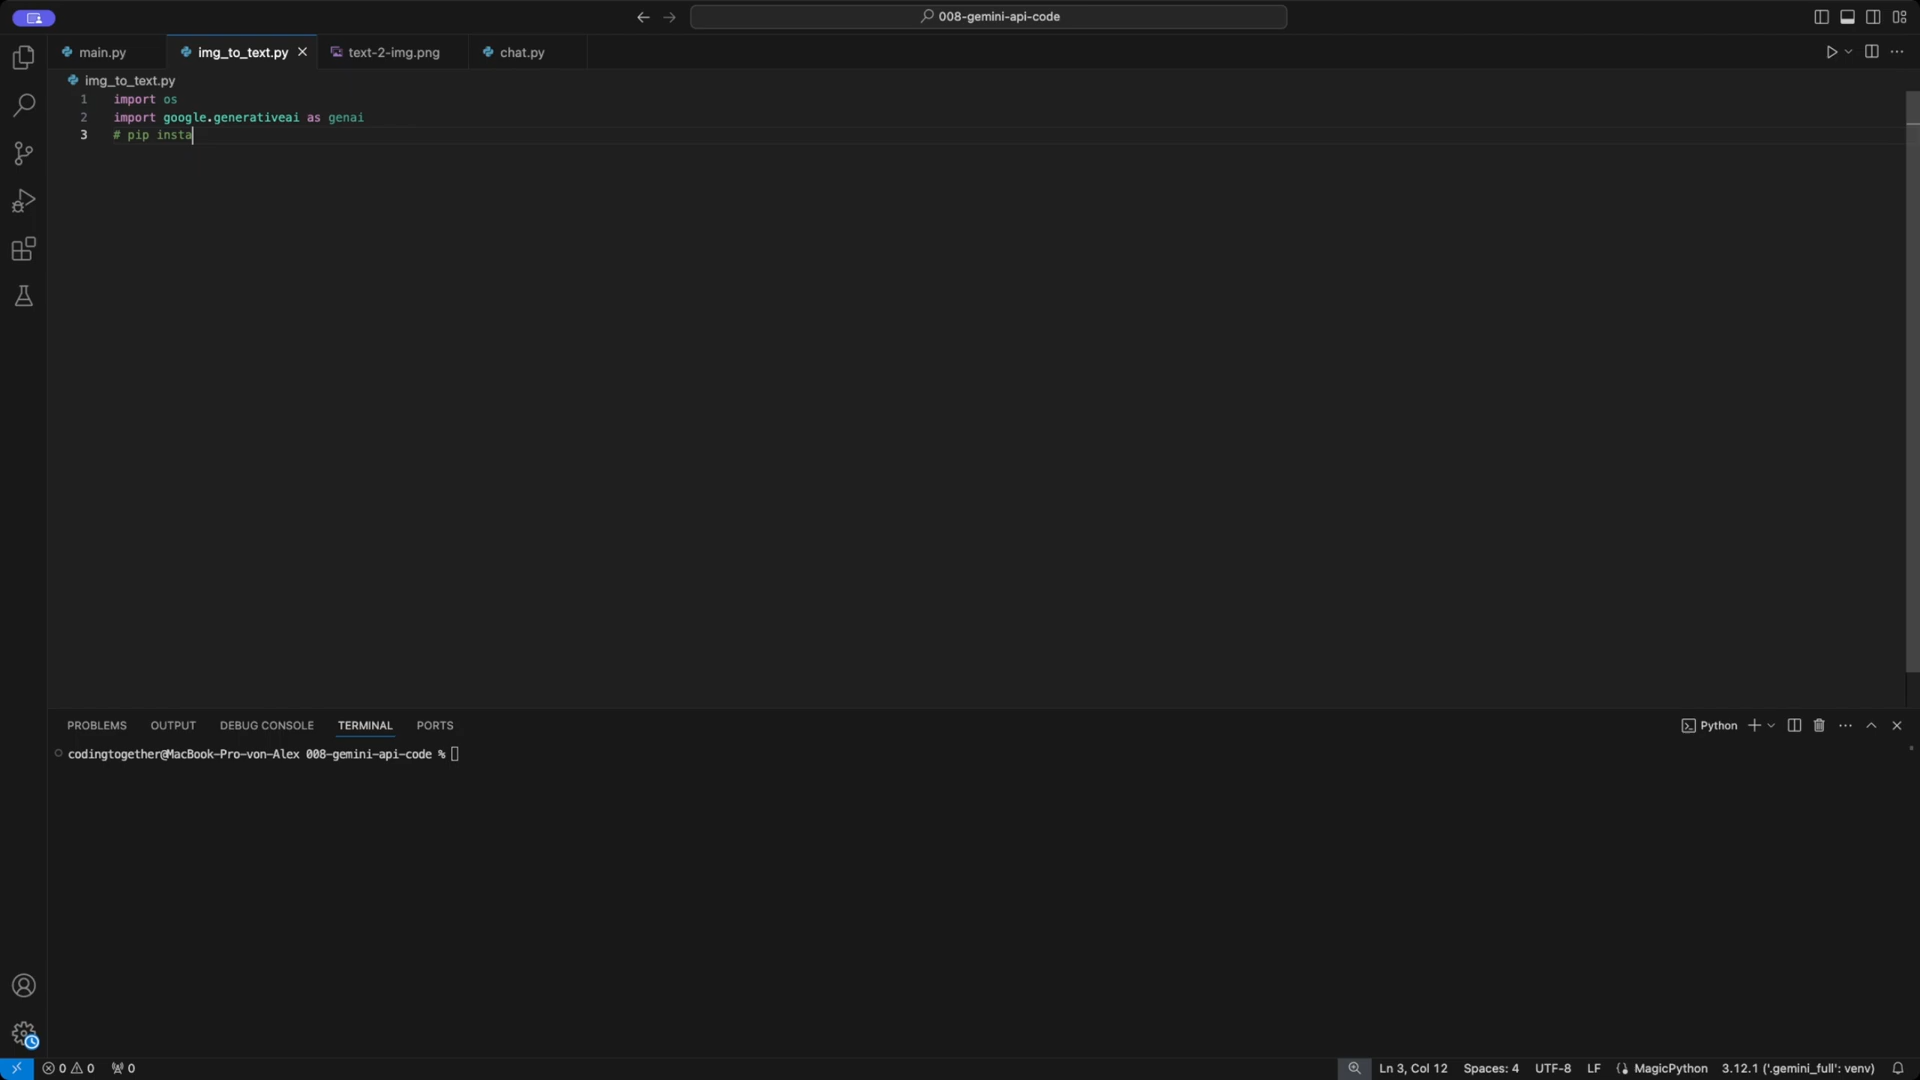 008-gemini-api-code
main.py
img_to_text.py
text-2-img.png
chat.py
img_to_text.py
1 import os
2 import google.generativeai as genai
3 # pip insta
PROBLEMS OUTPUT DEBUG CONSOLE TERMINAL PORTS
Python
codingtogether@MacBook-Pro-von-Alex 008-gemini-api-code %
0 0 0
Ln 3, Col 12 Spaces: 4 UTF-8 LF MagicPython 3.12.1 ('.gemini_full': venv)